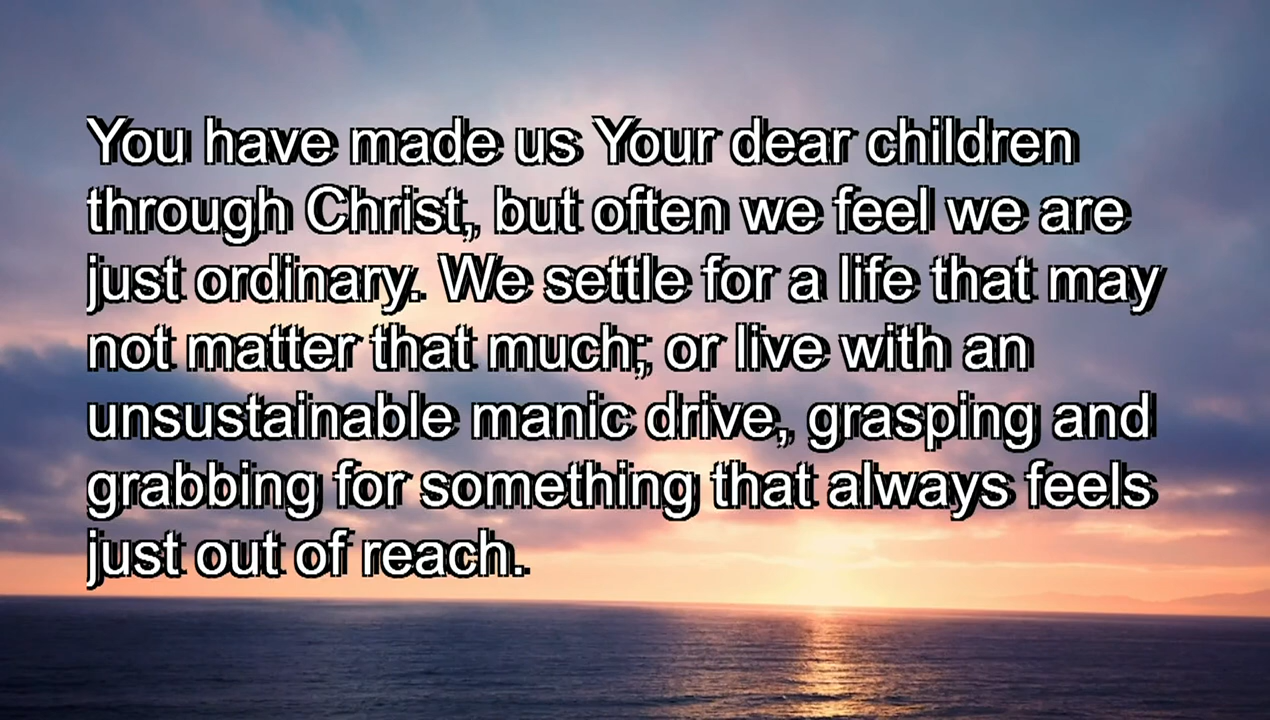 You have made us Your dear children
through Christ, but often we feel we are
just ordinary. We settle for a life that may
not matter that much; or live with an
unsustainable manic drive, grasping and
grabbing for something that always feels
just out of reach.